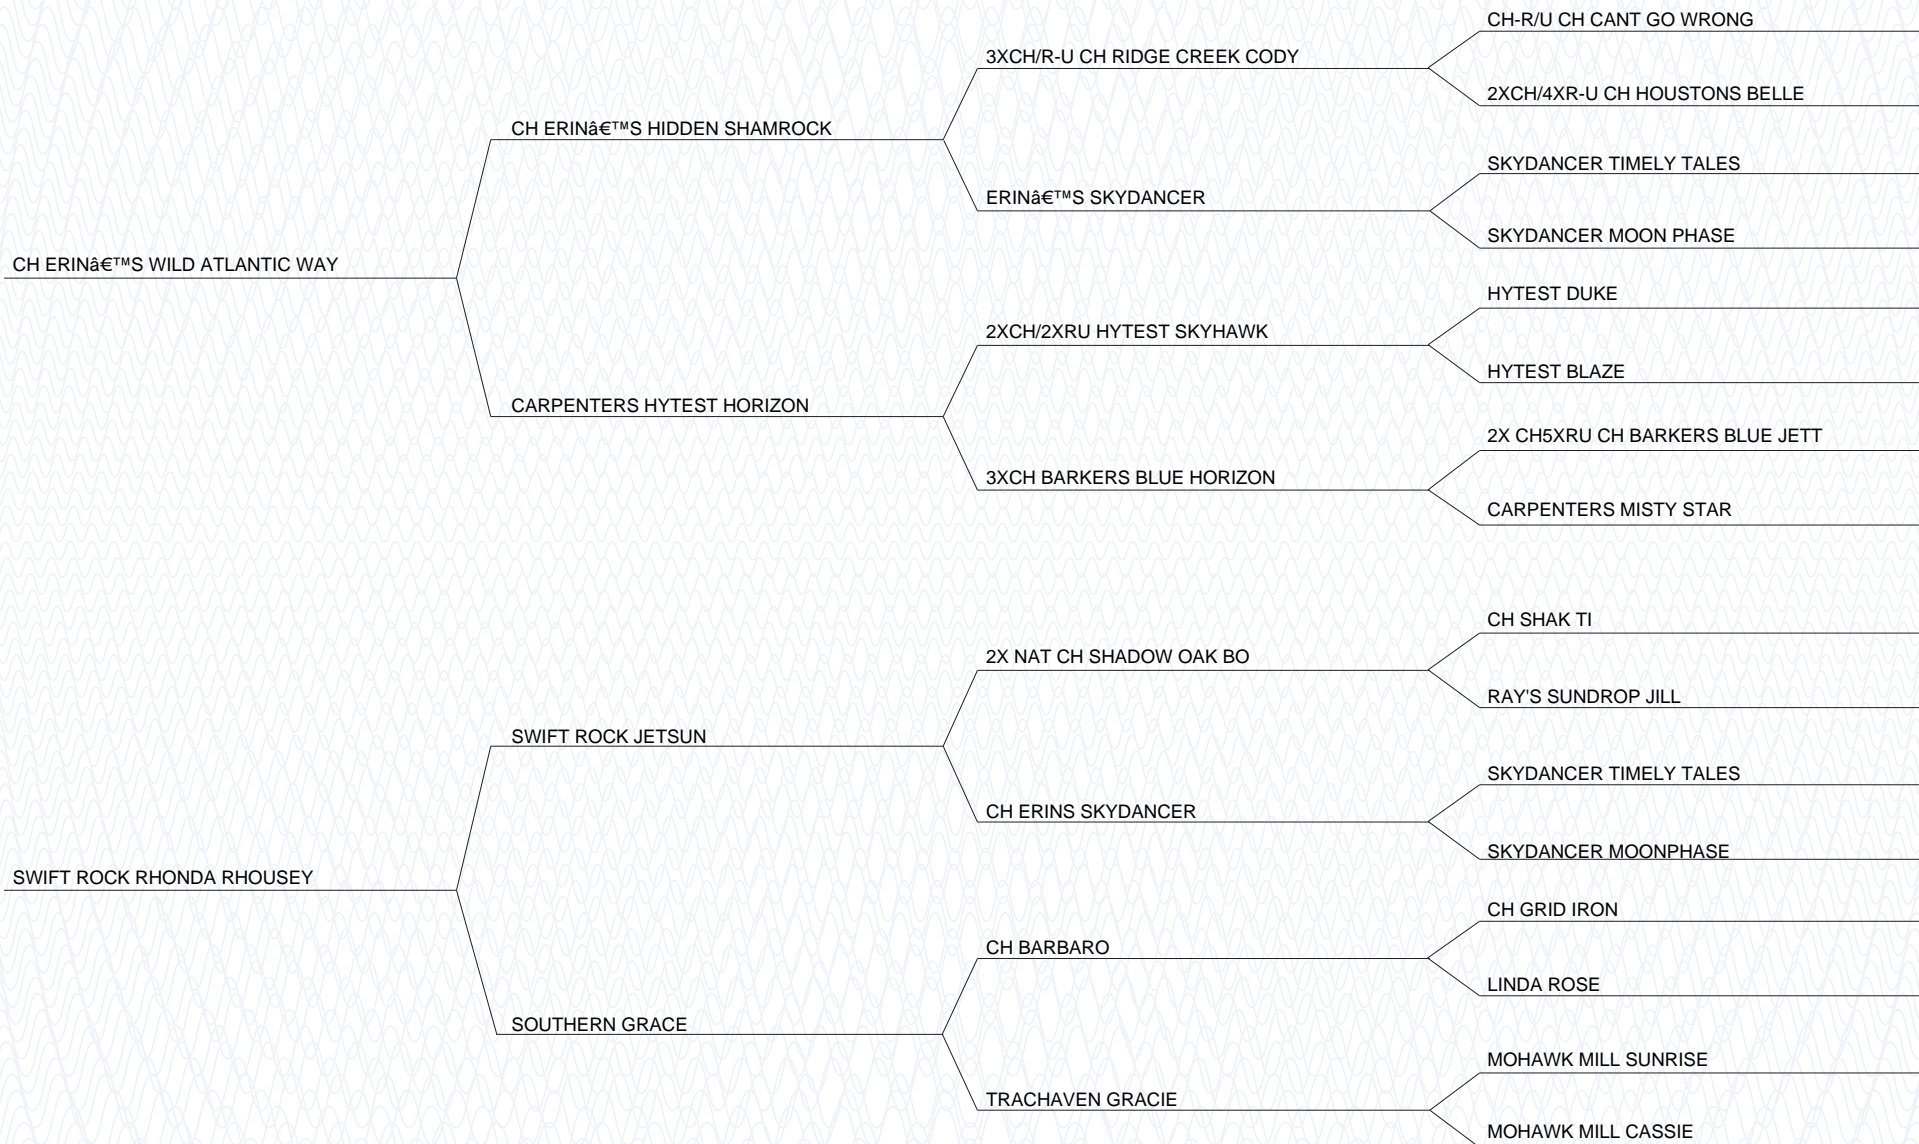 CH-R/U CH CANT GO WRONG
3XCH/R-U CH RIDGE CREEK CODY
2XCH/4XR-U CH HOUSTONS BELLE
CH ERINâ€™S HIDDEN SHAMROCK
SKYDANCER TIMELY TALES
ERINâ€™S SKYDANCER
SKYDANCER MOON PHASE
CH ERINâ€™S WILD ATLANTIC WAY
HYTEST DUKE
2XCH/2XRU HYTEST SKYHAWK
HYTEST BLAZE
CARPENTERS HYTEST HORIZON
2X CH5XRU CH BARKERS BLUE JETT
3XCH BARKERS BLUE HORIZON
CARPENTERS MISTY STAR
CH SHAK TI
2X NAT CH SHADOW OAK BO
RAY'S SUNDROP JILL
SWIFT ROCK JETSUN
SKYDANCER TIMELY TALES
CH ERINS SKYDANCER
SKYDANCER MOONPHASE
SWIFT ROCK RHONDA RHOUSEY
CH GRID IRON
CH BARBARO
LINDA ROSE
SOUTHERN GRACE
MOHAWK MILL SUNRISE
TRACHAVEN GRACIE
MOHAWK MILL CASSIE